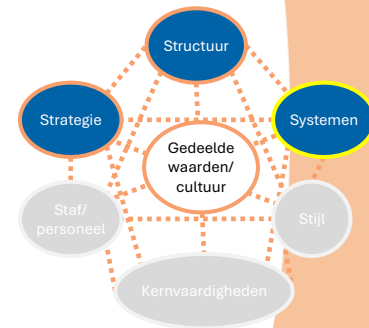 Structuur
Strategie
Systemen
Gedeelde
waarden/
cultuur
Staf/
personeel
Stijl
Kernvaardigheden